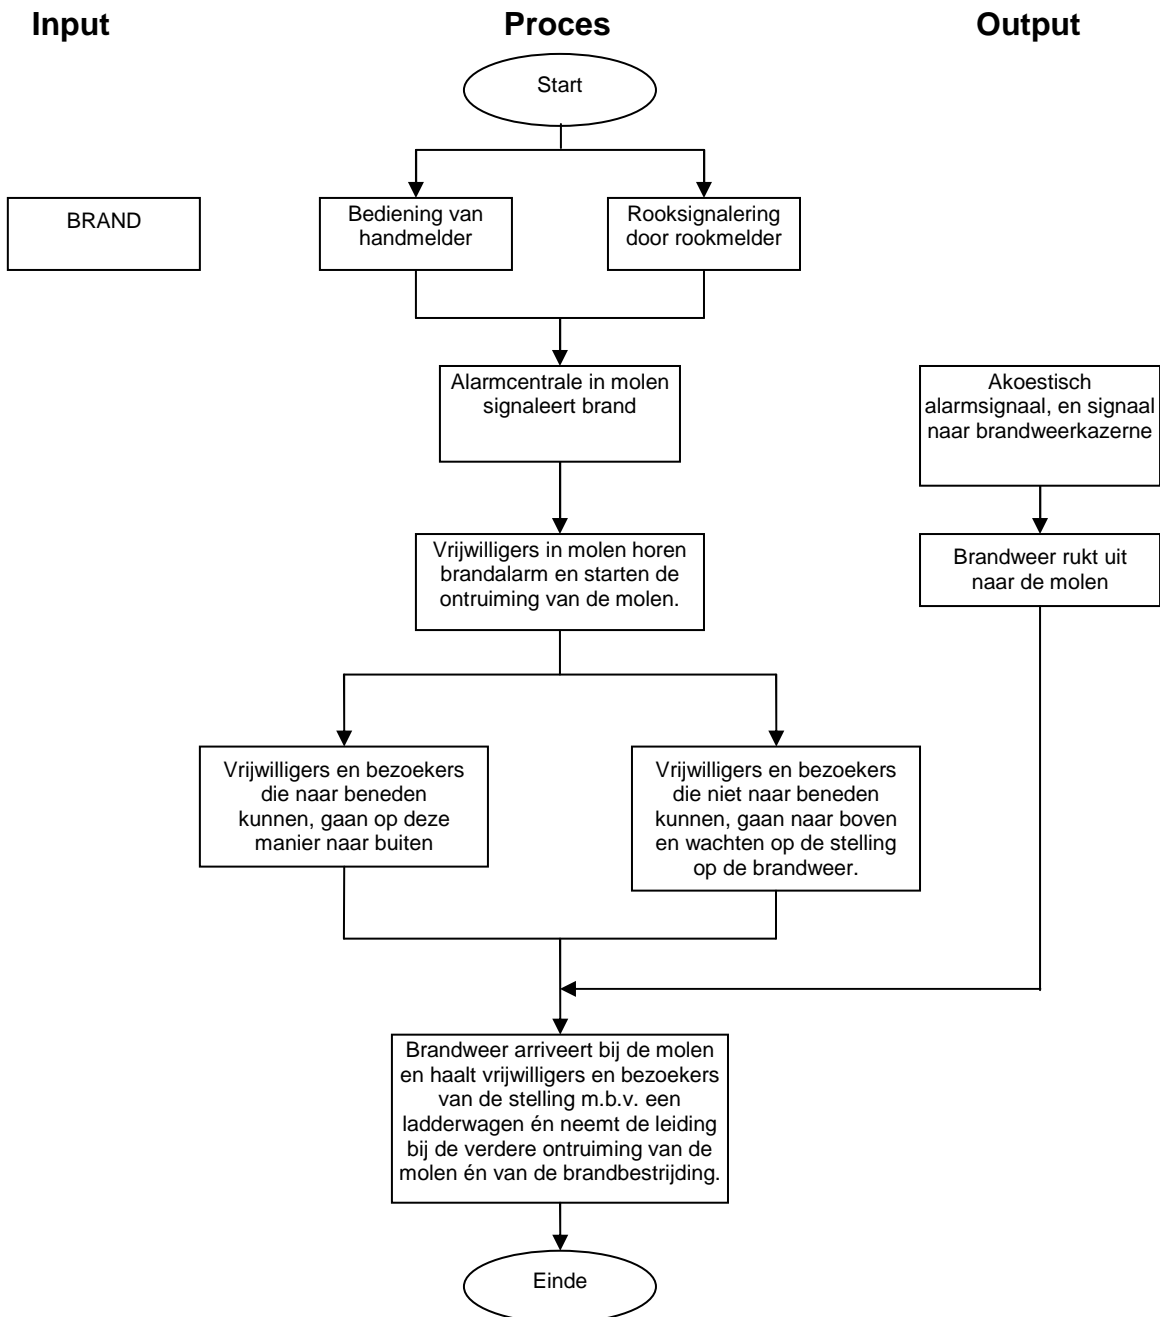 Input
Proces
Output
Start
BRAND
Bediening van
handmelder
Rooksignalering
door rookmelder
Alarmcentrale in molen
signaleert brand
Akoestisch
alarmsignaal, en signaal
naar brandweerkazerne
Vrijwilligers in molen horen
brandalarm en starten de
ontruiming van de molen.
Brandweer rukt uit
naar de molen
Vrijwilligers en bezoekers
die naar beneden
kunnen, gaan op deze
manier naar buiten
Vrijwilligers en bezoekers
die niet naar beneden
kunnen, gaan naar boven
en wachten op de stelling
op de brandweer.
Brandweer arriveert bij de molen
en haalt vrijwilligers en bezoekers
van de stelling m.b.v. een
ladderwagen én neemt de leiding
bij de verdere ontruiming van de
molen én van de brandbestrijding.
Einde